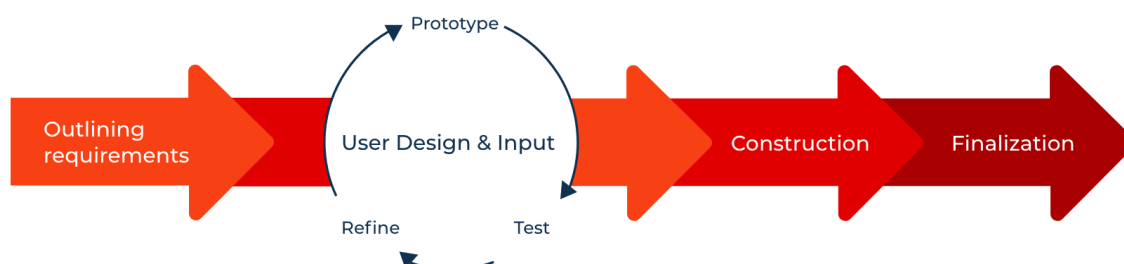 Prototype
Outlining
requirements
User Design & Input
Construction
Finalization
Refine
Test